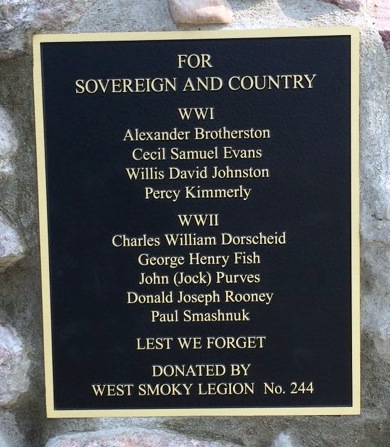 FOR
SOVEREIGN AND COUNTRY
WWI
Alexander Brotherston
Cecil Samuel Evans
Willis David Johnston
Percy Kimmerly
WWII
Charles William Dorscheid
George Henry Fish
John (Jock) Purves
Donald Joseph Rooney
Paul Smashnuk
LEST WE FORGET
DONATED BY
WEST SMOKY LEGION No. 244